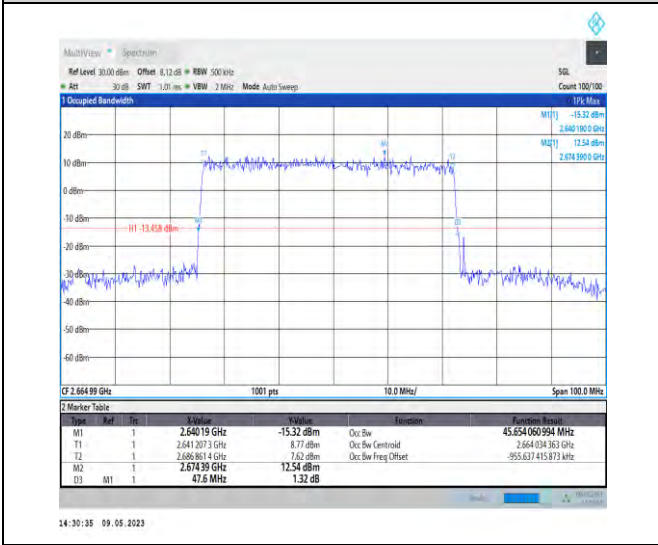 MultiView Spectrum
Ref Level 30.00 dBm Offset 8.12 dB RBW 500 kHz SGL
Att 30 dB SWT 1.01 ms VBW 2 MHz Mode Auto Sweep Count 100/100
1 Occupied Bandwidth 1Pk Max
M1[1] -15.32 dBm
2.640 190 0 GHz
M2[1] 12.54 dBm
2.674 390 0 GHz
20 dBm
10 dBm
0 dBm
-10 dBm
H1 -13.458 dBm
-20 dBm
-30 dBm
-40 dBm
-50 dBm
-60 dBm
CF 2.664 99 GHz 1001 pts 10.0 MHz/ Span 100.0 MHz
2 Marker Table
Type Ref Trc X-Value Y-Value Function Function Result
M1 1 2.640 19 GHz -15.32 dBm Occ Bw 45.654 060 994 MHz
T1 1 2.641 207 3 GHz 8.77 dBm Occ Bw Centroid 2.664 034 363 GHz
T2 1 2.686 861 4 GHz 7.62 dBm Occ Bw Freq Offset -955.637 415 873 kHz
M2 1 2.674 39 GHz 12.54 dBm
D3 M1 1 47.6 MHz 1.32 dB
14:30:35 09.05.2023